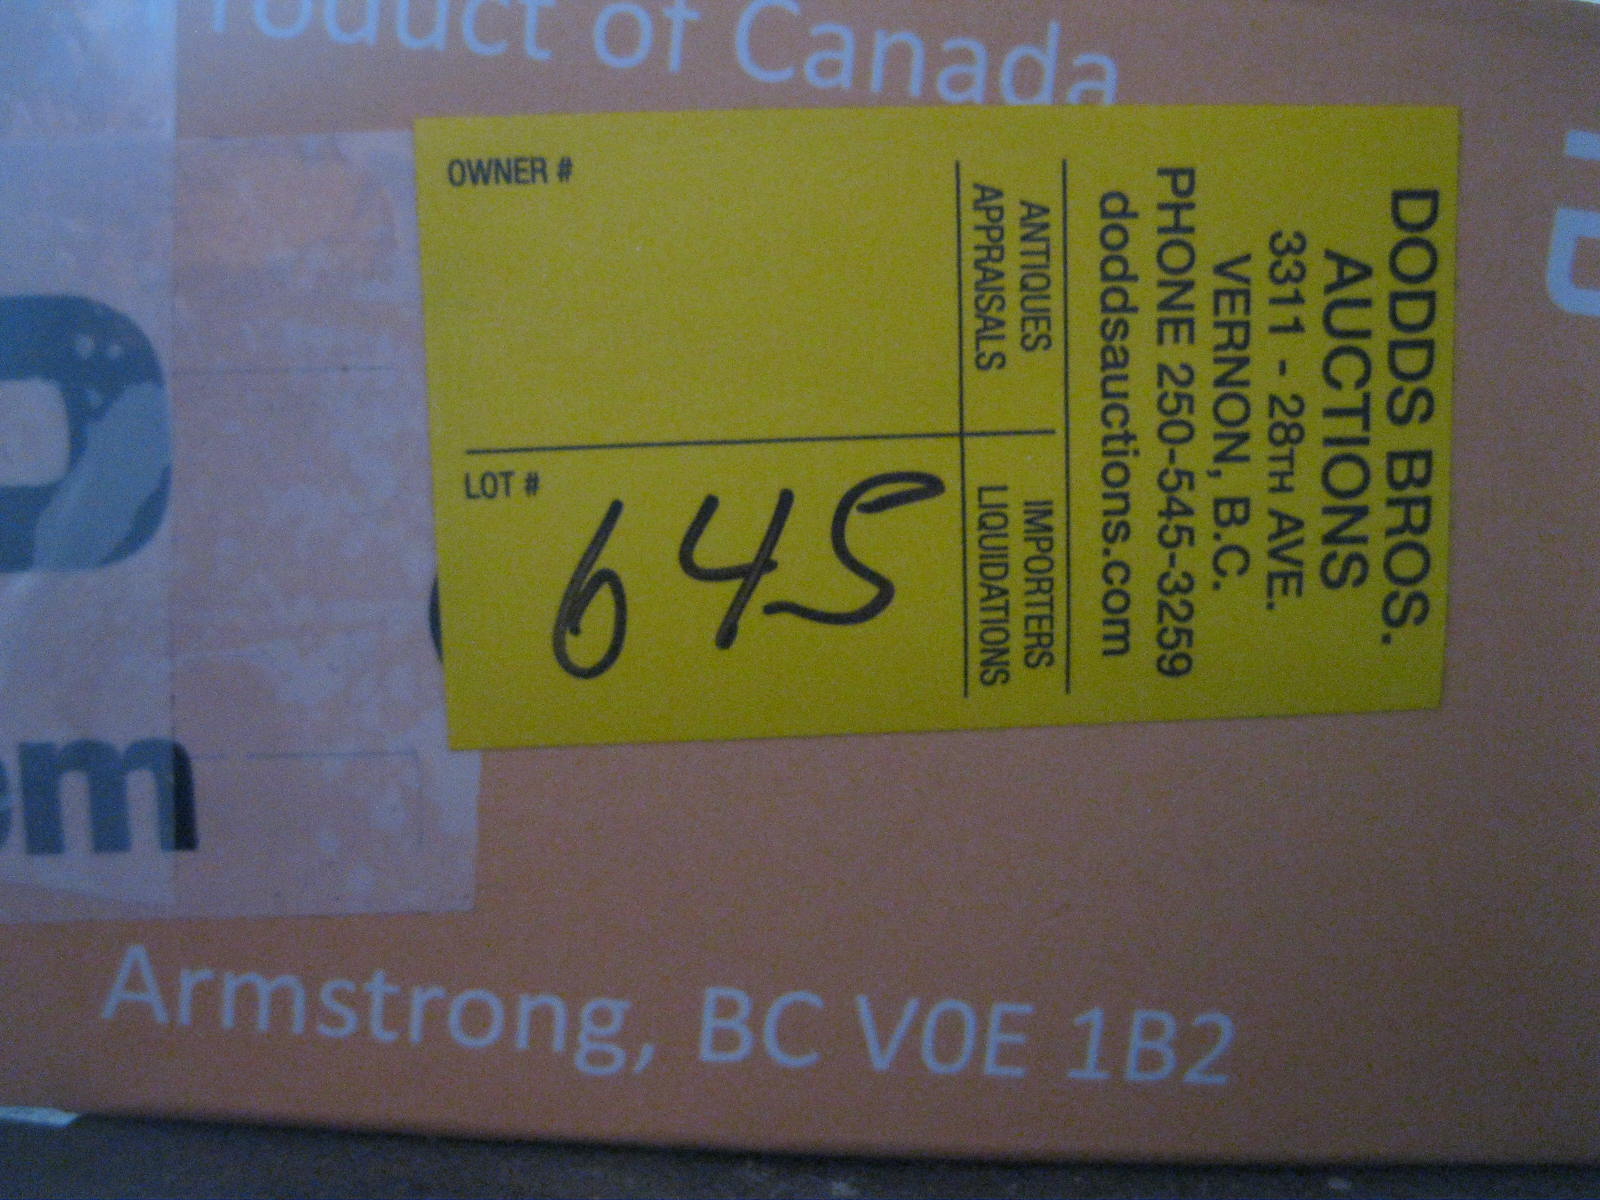 Product of Canada
OWNER #
LOT #
645
ANTIQUES
APPRAISALS
IMPORTERS
LIQUIDATIONS
DODDS BROS.
AUCTIONS
3311 - 28TH AVE.
VERNON, B.C.
PHONE 250-545-3259
doddsauctions.com
Armstrong, BC V0E 1B2